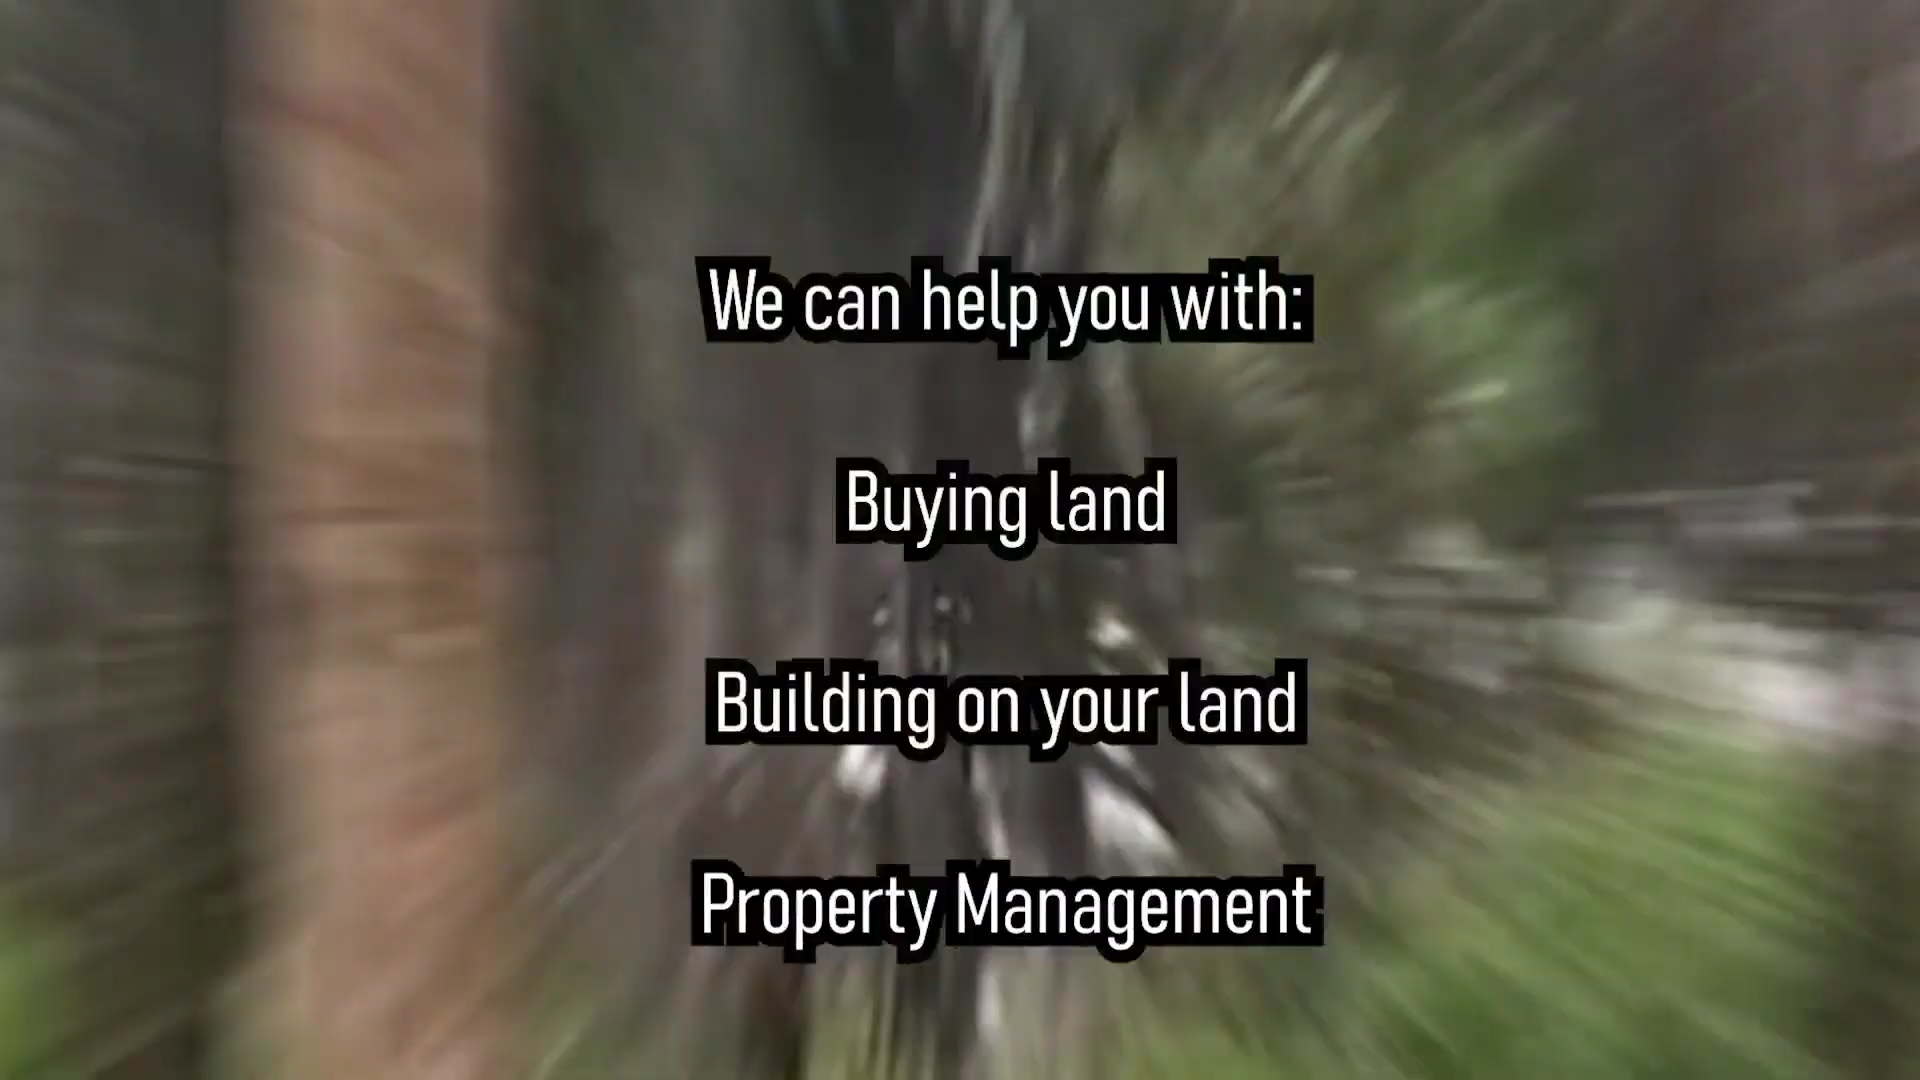 We can help you with:
Buying land
Building on your land
Property Management